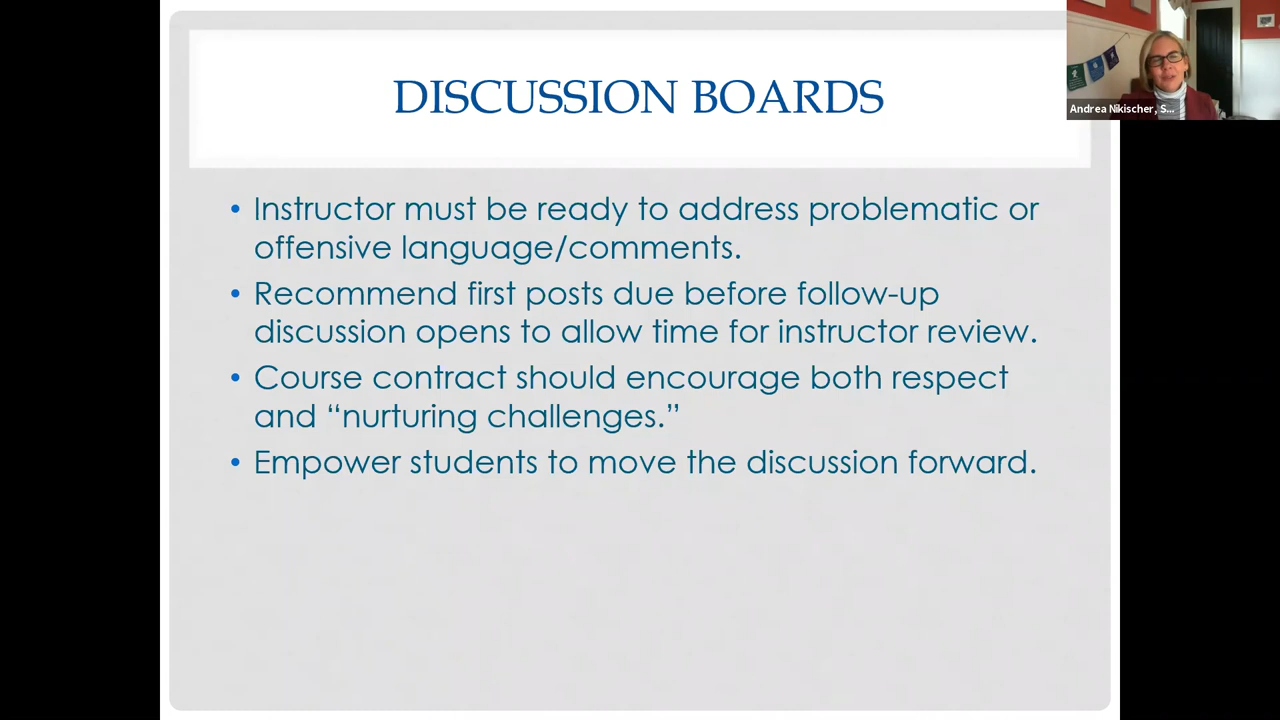 DISCUSSION BOARDS
• Instructor must be ready to address problematic or
offensive language/comments.
• Recommend first posts due before follow-up
discussion opens to allow time for instructor review.
• Course contract should encourage both respect
and “nurturing challenges.”
• Empower students to move the discussion forward.
Andrea Nikischer, S...